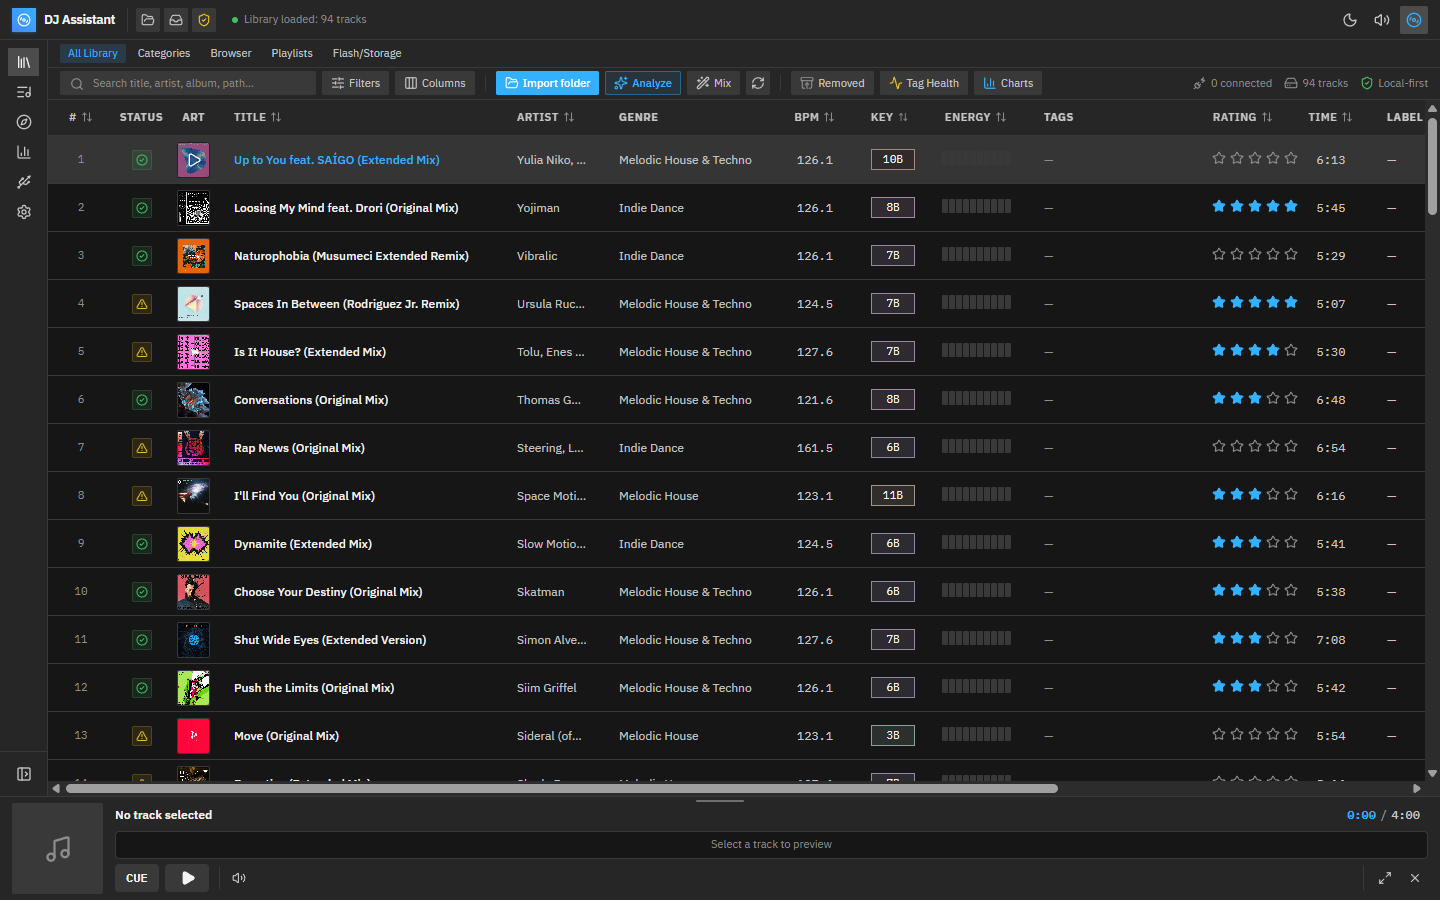 DJ Assistant
Library loaded: 94 tracks
All Library Categories Browser Playlists Flash/Storage
Search title, artist, album, path... Filters Columns Import folder Analyze Mix Removed Tag Health Charts 0 connected 94 tracks Local-first
# STATUS ART TITLE ARTIST GENRE BPM KEY ENERGY TAGS RATING TIME LABEL
1 Up to You feat. SAÍGO (Extended Mix) Yulia Niko, ... Melodic House & Techno 126.1 10B — 6:13 —
2 Loosing My Mind feat. Drori (Original Mix) Yojiman Indie Dance 126.1 8B — 5:45 —
3 Naturophobia (Musumeci Extended Remix) Vibralic Indie Dance 126.1 7B — 5:29 —
4 Spaces In Between (Rodriguez Jr. Remix) Ursula Ruc... Melodic House & Techno 124.5 7B — 5:07 —
5 Is It House? (Extended Mix) Tolu, Enes ... Melodic House & Techno 127.6 7B — 5:30 —
6 Conversations (Original Mix) Thomas G... Melodic House & Techno 121.6 8B — 6:48 —
7 Rap News (Original Mix) Steering, L... Indie Dance 161.5 6B — 6:54 —
8 I'll Find You (Original Mix) Space Moti... Melodic House 123.1 11B — 6:16 —
9 Dynamite (Extended Mix) Slow Motio... Indie Dance 124.5 6B — 5:41 —
10 Choose Your Destiny (Original Mix) Skatman Melodic House & Techno 126.1 6B — 5:38 —
11 Shut Wide Eyes (Extended Version) Simon Alve... Melodic House & Techno 127.6 7B — 7:08 —
12 Push the Limits (Original Mix) Siim Griffel Melodic House & Techno 126.1 6B — 5:42 —
13 Move (Original Mix) Sideral (of... Melodic House 123.1 3B — 5:54 —
No track selected 0:00 / 4:00
Select a track to preview
CUE